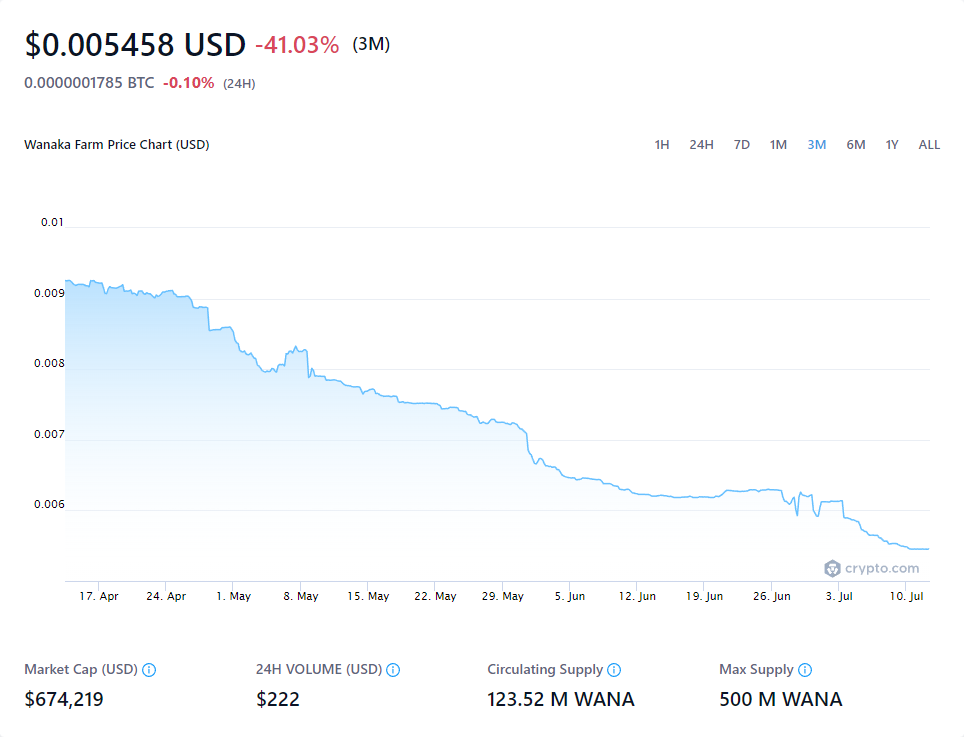 $0.005458 USD -41.03% (3M)
0.0000001785 BTC -0.10% (24H)
Wanaka Farm Price Chart (USD) 1H 24H 7D 1M 3M 6M 1Y ALL
0.01
0.009
0.008
0.007
0.006
crypto.com
17. Apr 24. Apr 1. May 8. May 15. May 22. May 29. May 5. Jun 12. Jun 19. Jun 26. Jun 3. Jul 10. Jul
Market Cap (USD) 24H VOLUME (USD) Circulating Supply Max Supply
$674,219 $222 123.52 M WANA 500 M WANA